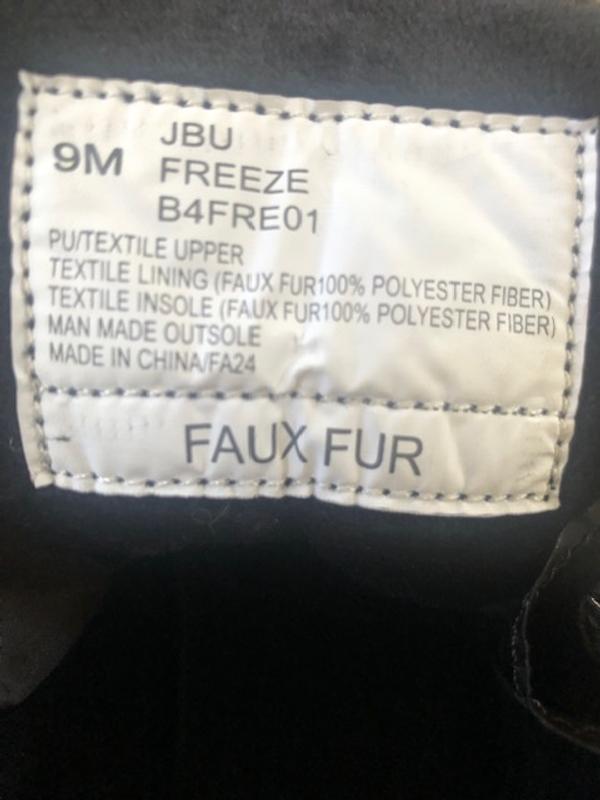 9M
JBU
FREEZE
B4FRE01
PU/TEXTILE UPPER
TEXTILE LINING (FAUX FUR100% POLYESTER FIBER)
TEXTILE INSOLE (FAUX FUR100% POLYESTER FIBER)
MAN MADE OUTSOLE
MADE IN CHINA/FA24
FAUX FUR